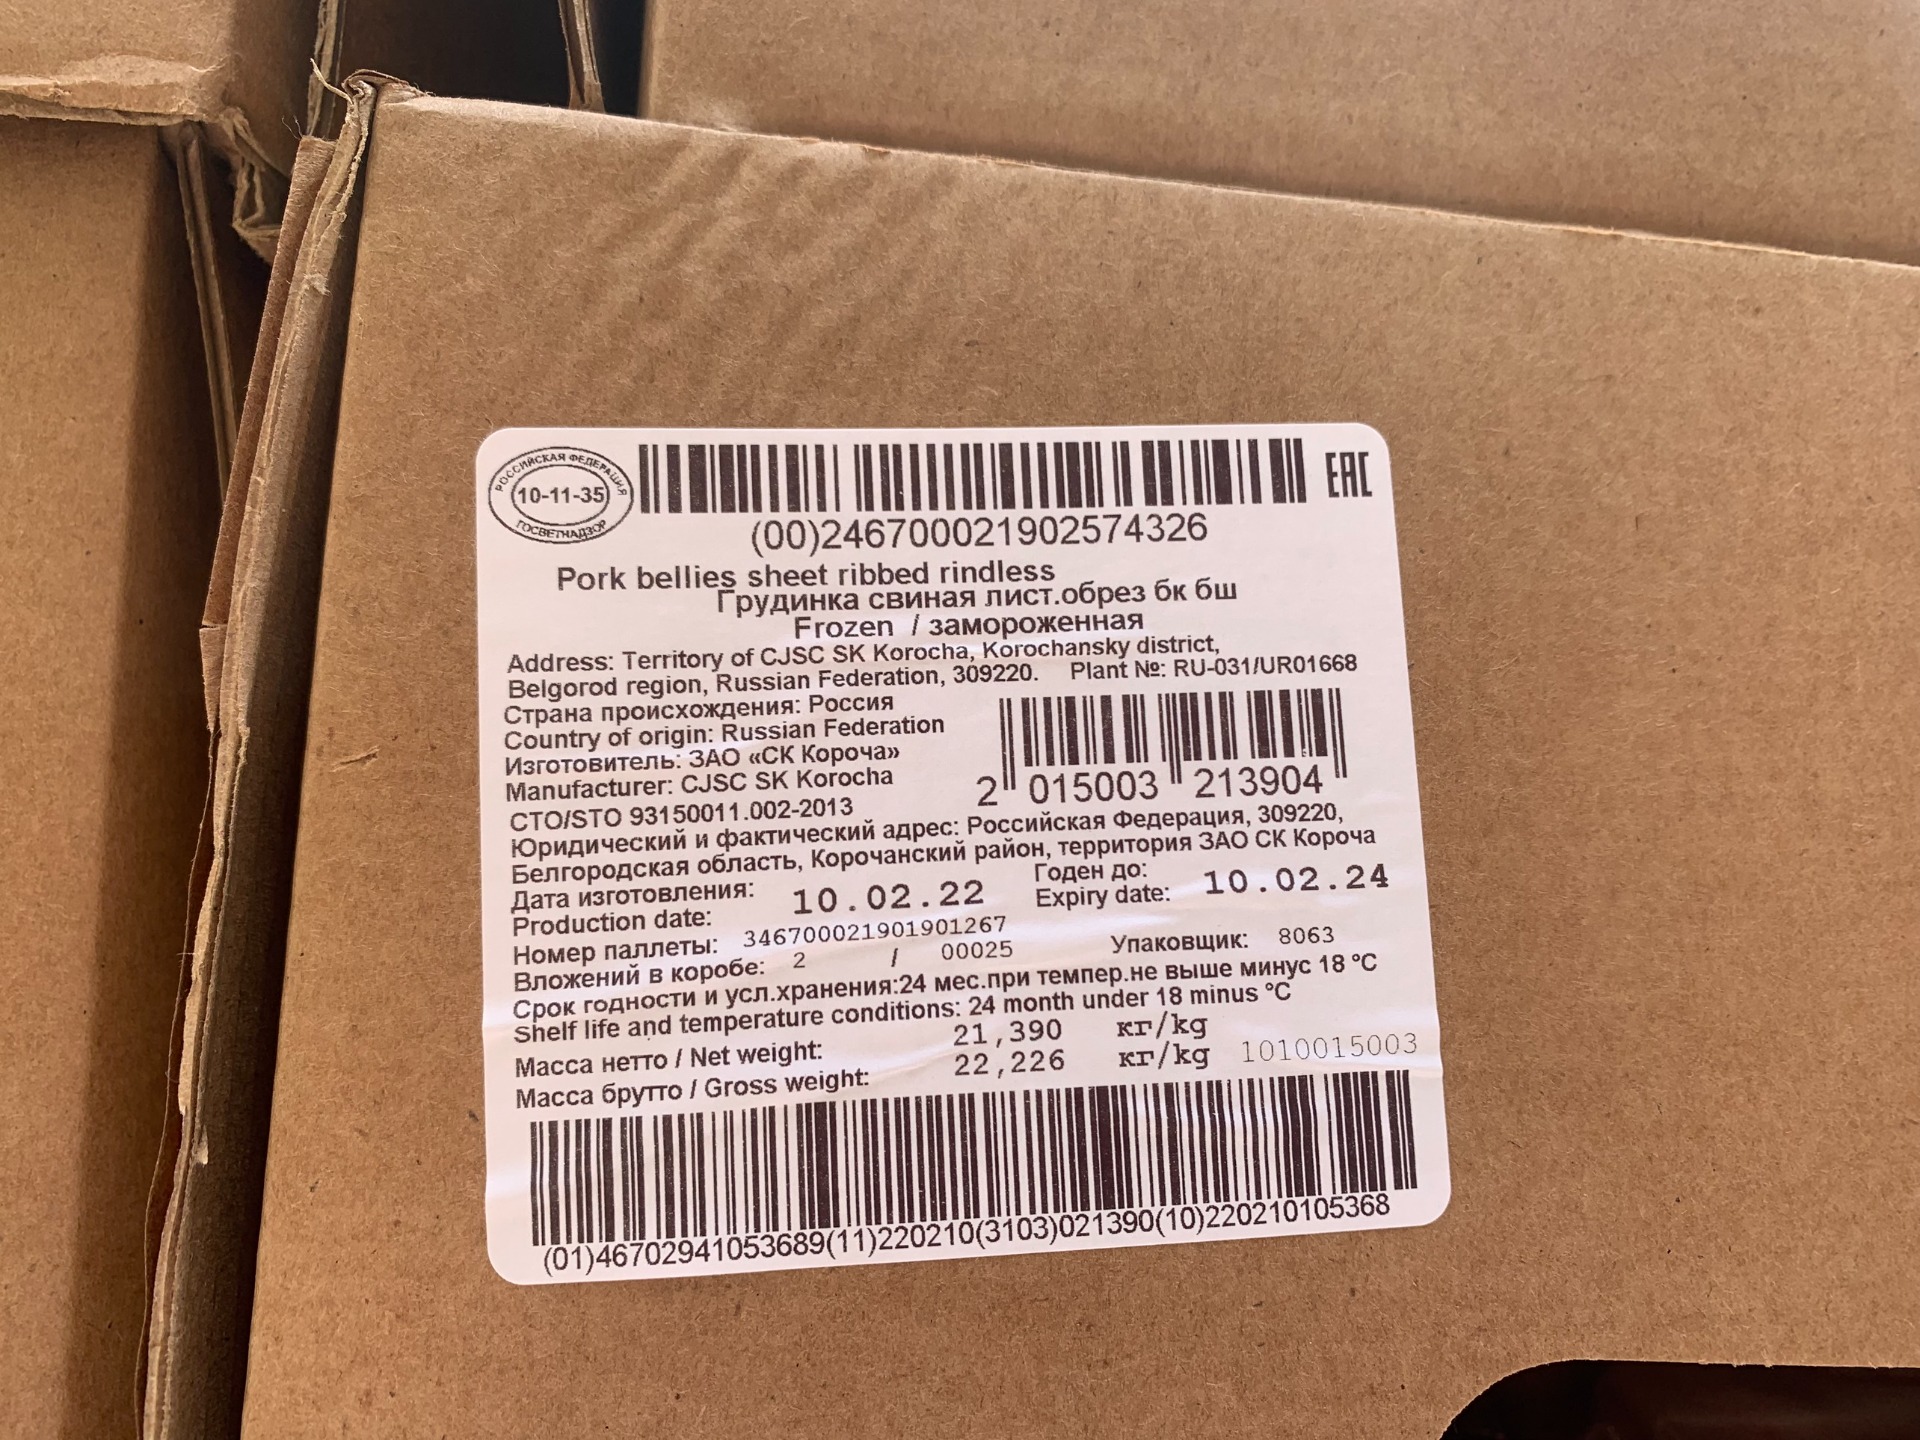 РОССИЙСКАЯ ФЕДЕРАЦИЯ
10-11-35
ГОСВЕТНАДЗОР
EAC
(00)246700021902574326
Pork bellies sheet ribbed rindless
Грудинка свиная лист.обрез бк бш
Frozen / замороженная
Address: Territory of CJSC SK Korocha, Korochansky district,
Belgorod region, Russian Federation, 309220. Plant №: RU-031/UR01668
Страна происхождения: Россия
Country of origin: Russian Federation
Изготовитель: ЗАО «СК Короча»
Manufacturer: CJSC SK Korocha
2 015003 213904
СТО/STO 93150011.002-2013
Юридический и фактический адрес: Российская Федерация, 309220,
Белгородская область, Корочанский район, территория ЗАО СК Короча
Дата изготовления: 10.02.22 Годен до: 10.02.24
Production date: Expiry date:
Номер паллеты: 346700021901901267
Вложений в коробе: 2 / 00025 Упаковщик: 8063
Срок годности и усл.хранения:24 мес.при темпер.не выше минус 18 °C
Shelf life and temperature conditions: 24 month under 18 minus °C
Масса нетто / Net weight: 21,390 кг/kg
Масса брутто / Gross weight: 22,226 кг/kg 1010015003
(01)46702941053689(11)220210(3103)021390(10)220210105368